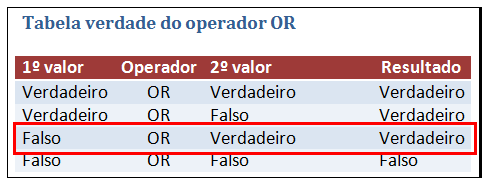 Tabela verdade do operador OR
1º valor Operador 2º valor Resultado
Verdadeiro OR Verdadeiro Verdadeiro
Verdadeiro OR Falso Verdadeiro
Falso OR Verdadeiro Verdadeiro
Falso OR Falso Falso